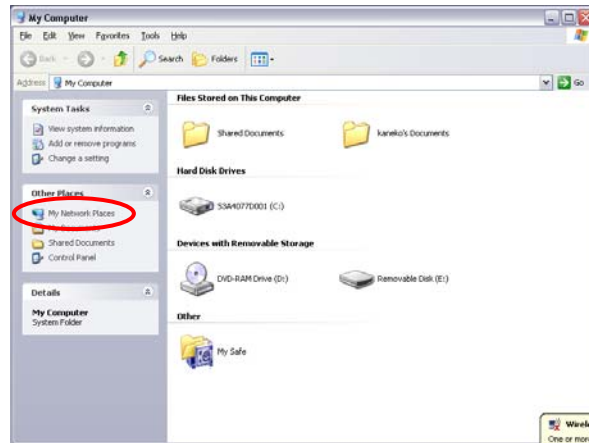 My Computer
File Edit View Favorites Tools Help
Back Search Folders
Address My Computer Go
System Tasks
View system information
Add or remove programs
Change a setting
Other Places
My Network Places
My Documents
Shared Documents
Control Panel
Details
My Computer
System Folder
Files Stored on This Computer
Shared Documents kaneko's Documents
Hard Disk Drives
S3A4077D001 (C:)
Devices with Removable Storage
DVD-RAM Drive (D:) Removable Disk (E:)
Other
My Safe
Wirel
One or mor